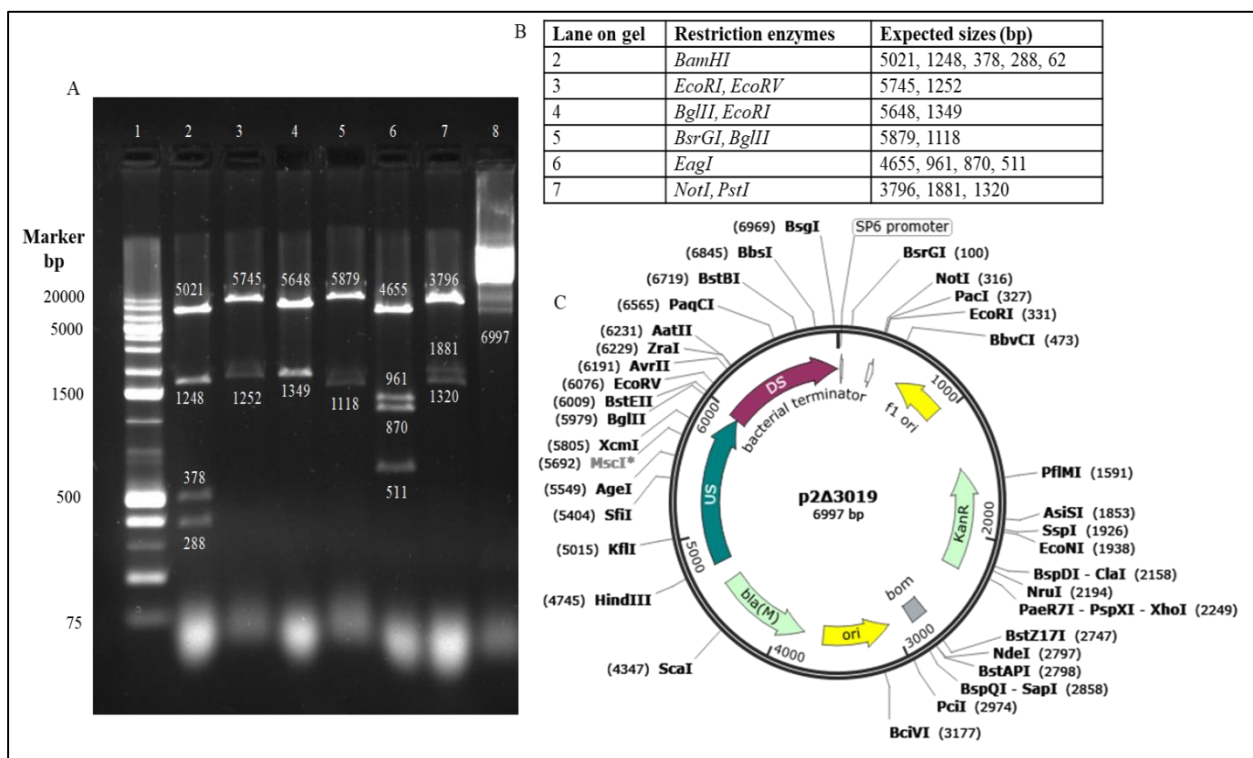 A
1 2 3 4 5 6 7 8
Marker
bp
20000
5000
1500
500
75
5021 5745 5648 5879 4655 3796
6997
1881
1248 1252 1349 1118 961 1320
870
378
511
288
B
Lane on gel Restriction enzymes Expected sizes (bp)
2 BamHI 5021, 1248, 378, 288, 62
3 EcoRI, EcoRV 5745, 1252
4 BglII, EcoRI 5648, 1349
5 BsrGI, BglII 5879, 1118
6 EagI 4655, 961, 870, 511
7 NotI, PstI 3796, 1881, 1320
C
(6969) BsgI
(6845) BbsI
(6719) BstBI
(6565) PaqCI
(6231) AatII
(6229) ZraI
(6191) AvrII
(6076) EcoRV
(6009) BstEII
(5979) BglII
(5805) XcmI
(5692) MscI*
(5549) AgeI
(5404) SfiI
(5015) KflI
(4745) HindIII
(4347) ScaI
SP6 promoter
BsrGI (100)
NotI (316)
PacI (327)
EcoRI (331)
BbvCI (473)
PflMI (1591)
AsiSI (1853)
SspI (1926)
EcoNI (1938)
BspDI - ClaI (2158)
NruI (2194)
PaeR7I - PspXI - XhoI (2249)
BstZ17I (2747)
NdeI (2797)
BstAPI (2798)
BspQI - SapI (2858)
PciI (2974)
BciVI (3177)
1000
2000
3000
4000
5000
6000
DS
US
bacterial terminator
f1 ori
KanR
bom
ori
bla(M)
p2Δ3019
6997 bp